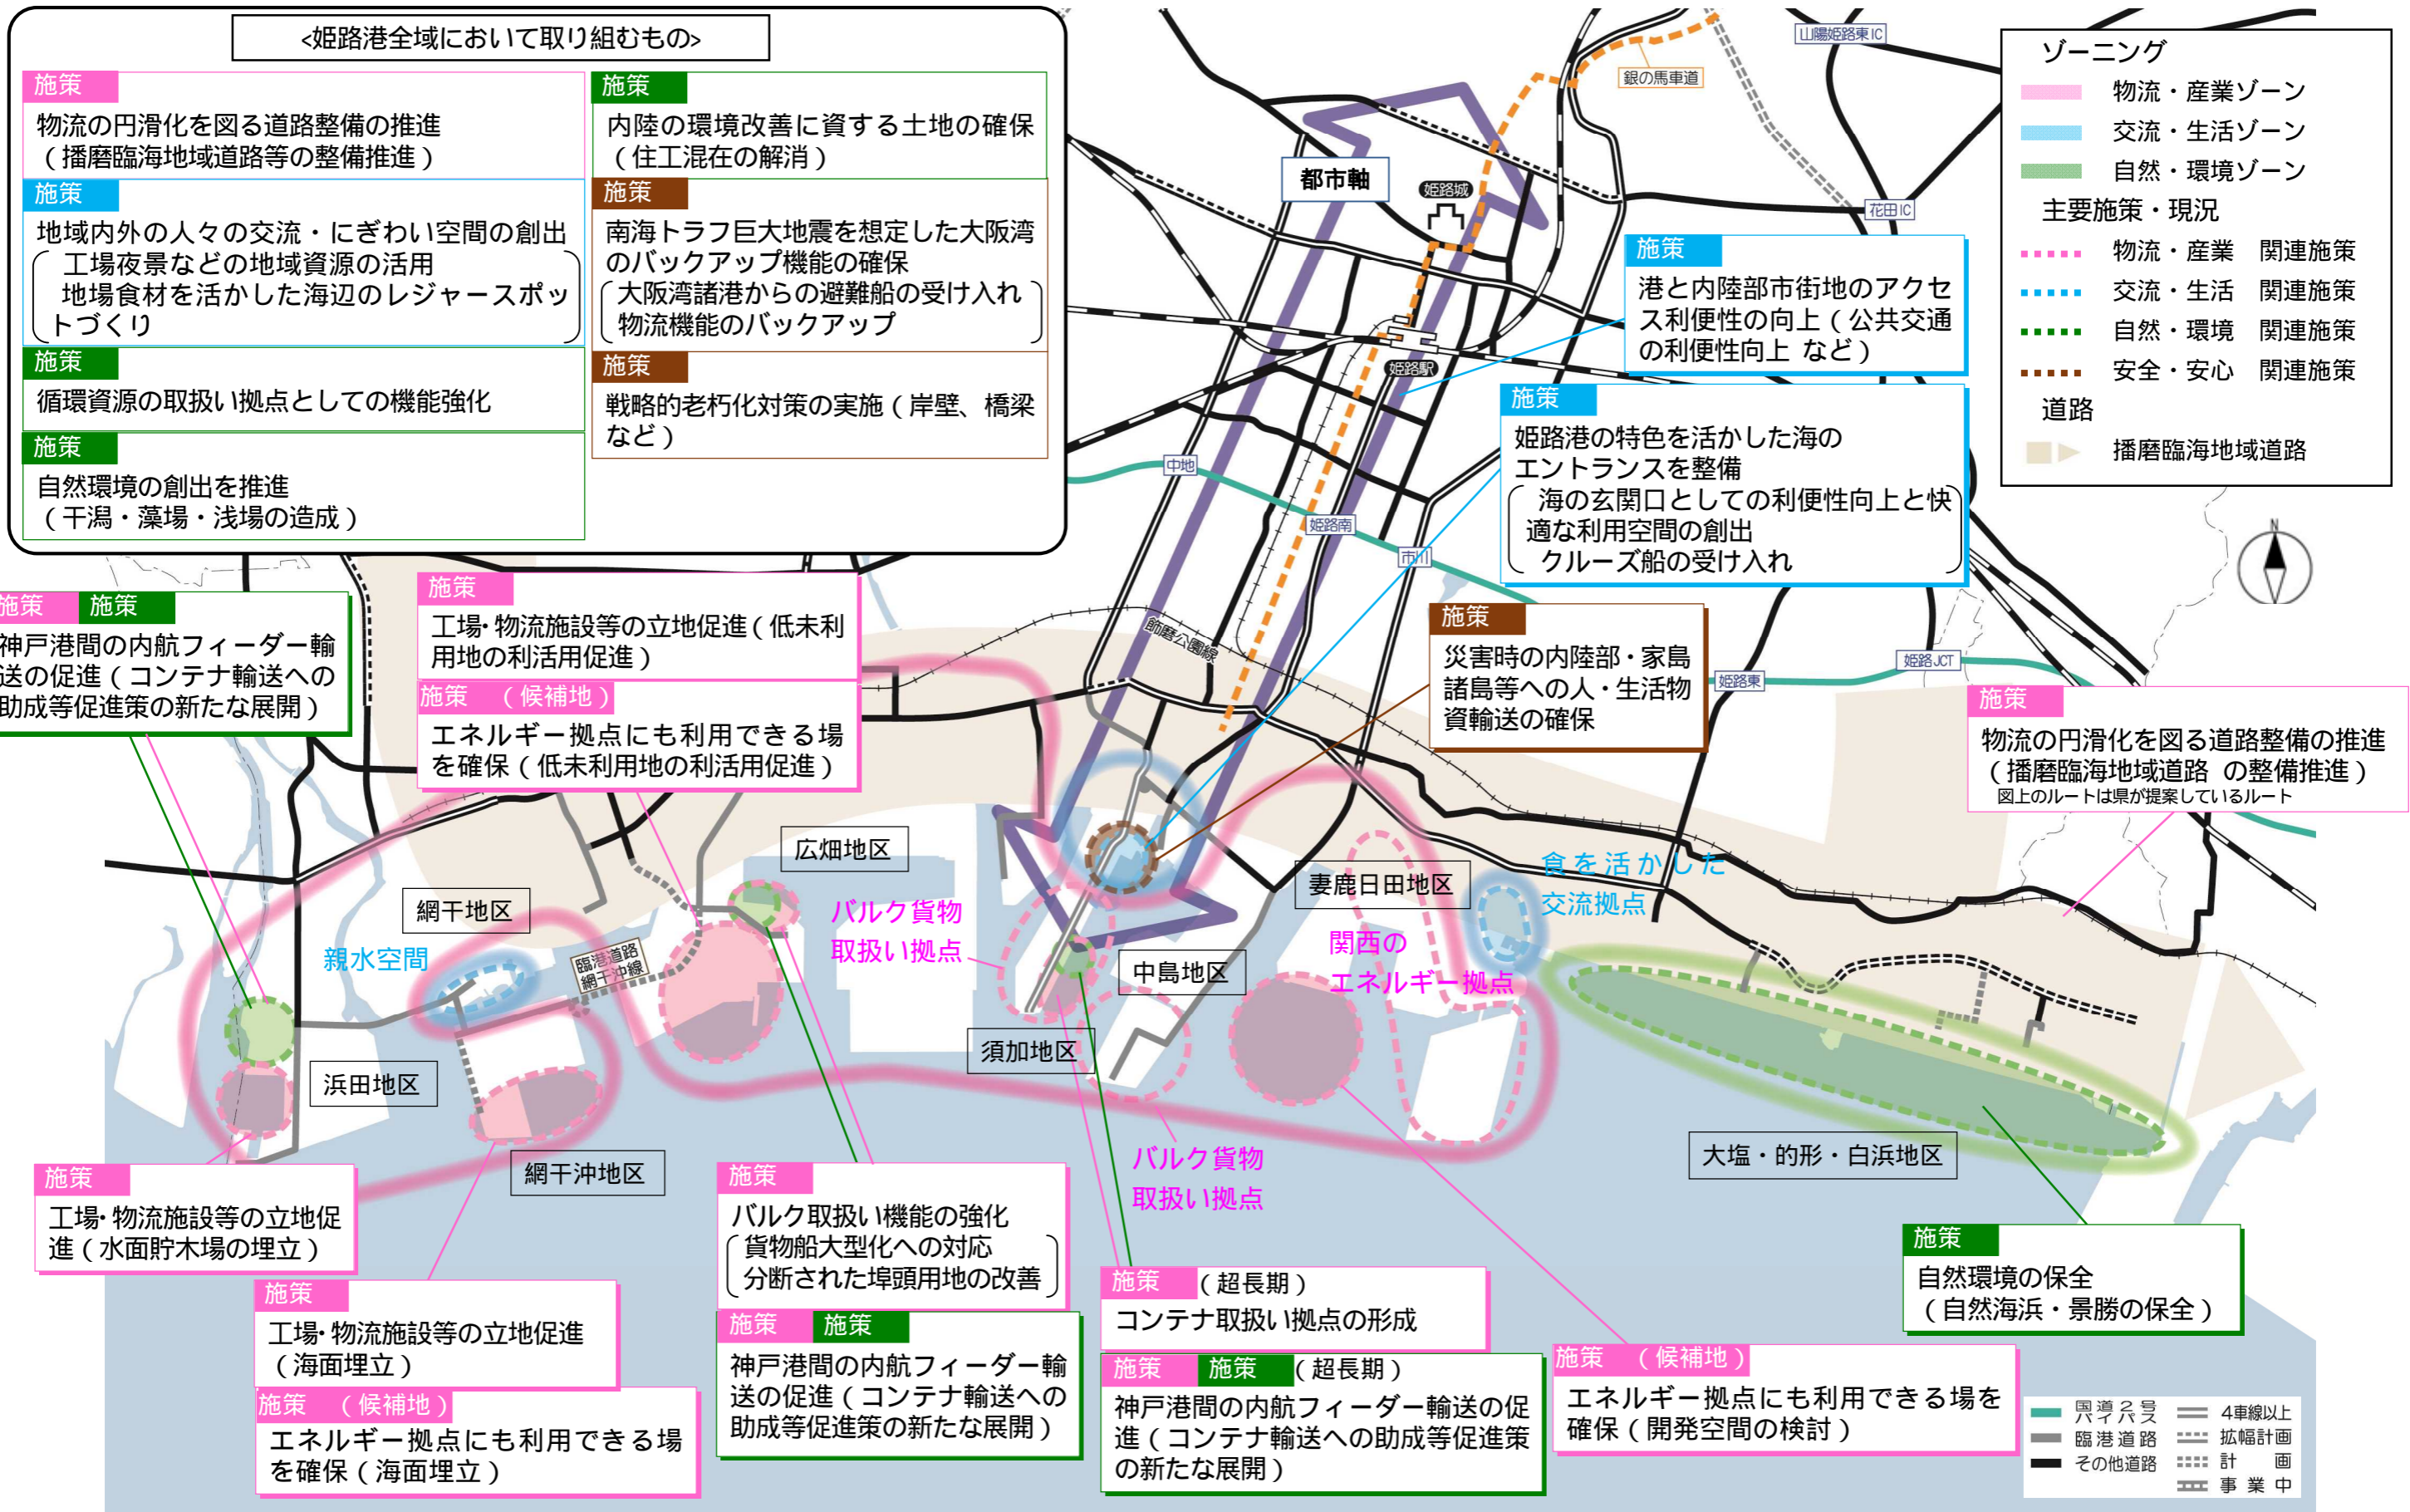 <姫路港全域において取り組むもの>
施策
物流の円滑化を図る道路整備の推進
（播磨臨海地域道路等の整備推進）
施策
地域内外の人々の交流・にぎわい空間の創出
工場夜景などの地域資源の活用
地場食材を活かした海辺のレジャースポッ
トづくり
施策
循環資源の取扱い拠点としての機能強化
施策
自然環境の創出を推進
（干潟・藻場・浅場の造成）
施策
内陸の環境改善に資する土地の確保
（住工混在の解消）
施策
南海トラフ巨大地震を想定した大阪湾
のバックアップ機能の確保
大阪湾諸港からの避難船の受け入れ
物流機能のバックアップ
施策
戦略的老朽化対策の実施（岸壁、橋梁
など）
ゾーニング
物流・産業ゾーン
交流・生活ゾーン
自然・環境ゾーン
主要施策・現況
物流・産業　関連施策
交流・生活　関連施策
自然・環境　関連施策
安全・安心　関連施策
道路
播磨臨海地域道路
山陽姫路東IC
銀の馬車道
都市軸
姫路城
花田IC
施策
港と内陸部市街地のアクセ
ス利便性の向上（公共交通
の利便性向上 など）
姫路駅
施策
姫路港の特色を活かした海の
エントランスを整備
海の玄関口としての利便性向上と快
適な利用空間の創出
クルーズ船の受け入れ
中地
姫路南
市川
N
施策 施策
神戸港間の内航フィーダー輸
送の促進（コンテナ輸送への
助成等促進策の新たな展開）
施策
工場・物流施設等の立地促進（低未利
用地の利活用促進）
施策　（候補地）
エネルギー拠点にも利用できる場
を確保（低未利用地の利活用促進）
飾磨公園線
施策
災害時の内陸部・家島
諸島等への人・生活物
資輸送の確保
姫路東
姫路JCT
施策
物流の円滑化を図る道路整備の推進
（播磨臨海地域道路 の整備推進）
図上のルートは県が提案しているルート
広畑地区
網干地区
親水空間
臨港道路
網干沖線
バルク貨物
取扱い拠点
中島地区
妻鹿日田地区
食を活かした
交流拠点
関西の
エネルギー拠点
須加地区
浜田地区
網干沖地区
バルク貨物
取扱い拠点
大塩・的形・白浜地区
施策
工場・物流施設等の立地促
進（水面貯木場の埋立）
施策
工場・物流施設等の立地促進
（海面埋立）
施策　（候補地）
エネルギー拠点にも利用できる場
を確保（海面埋立）
施策
バルク取扱い機能の強化
貨物船大型化への対応
分断された埠頭用地の改善
施策 施策
神戸港間の内航フィーダー輸
送の促進（コンテナ輸送への
助成等促進策の新たな展開）
施策 （超長期）
コンテナ取扱い拠点の形成
施策 施策 （超長期）
神戸港間の内航フィーダー輸送の促
進（コンテナ輸送への助成等促進策
の新たな展開）
施策　（候補地）
エネルギー拠点にも利用できる場を
確保（開発空間の検討）
施策
自然環境の保全
（自然海浜・景勝の保全）
国道2号
バイパス
臨港道路
その他道路
4車線以上
拡幅計画
計　画
事業中